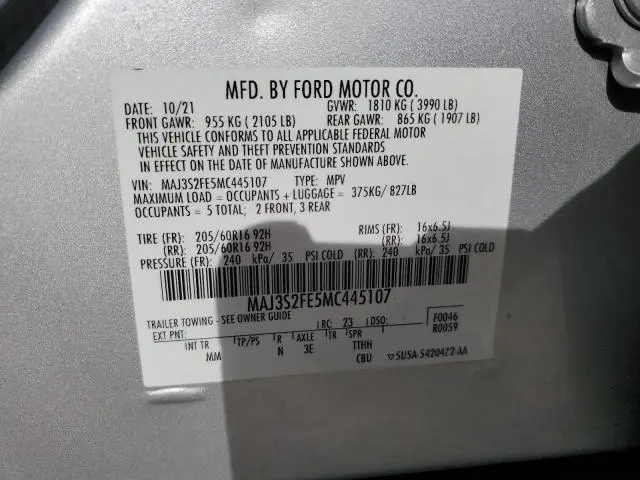 MFD. BY FORD MOTOR CO.
DATE: 10/21 GVWR: 1810 KG ( 3990 LB)
FRONT GAWR: 955 KG ( 2105 LB) REAR GAWR: 865 KG ( 1907 LB)
THIS VEHICLE CONFORMS TO ALL APPLICABLE FEDERAL MOTOR
VEHICLE SAFETY AND THEFT PREVENTION STANDARDS
IN EFFECT ON THE DATE OF MANUFACTURE SHOWN ABOVE.
VIN: MAJ3S2FE5MC445107 TYPE: MPV
MAXIMUM LOAD = OCCUPANTS + LUGGAGE = 375KG/ 827LB
OCCUPANTS = 5 TOTAL; 2 FRONT, 3 REAR
TIRE (FR): 205/60R16 92H RIMS (FR): 16x6.5J
(RR): 205/60R16 92H (RR): 16x6.5J
PRESSURE (FR): 240 kPa/ 35 PSI COLD (RR): 240 kPa/ 35 PSI COLD
MAJ3S2FE5MC445107
TRAILER TOWING - SEE OWNER GUIDE
EXT PNT: RC: 23 DSO: F0046
INT TR TP/PS R AXLE TR SPR R0059
MM N 3E TTHN
CBU 5U5A-5420472-AA